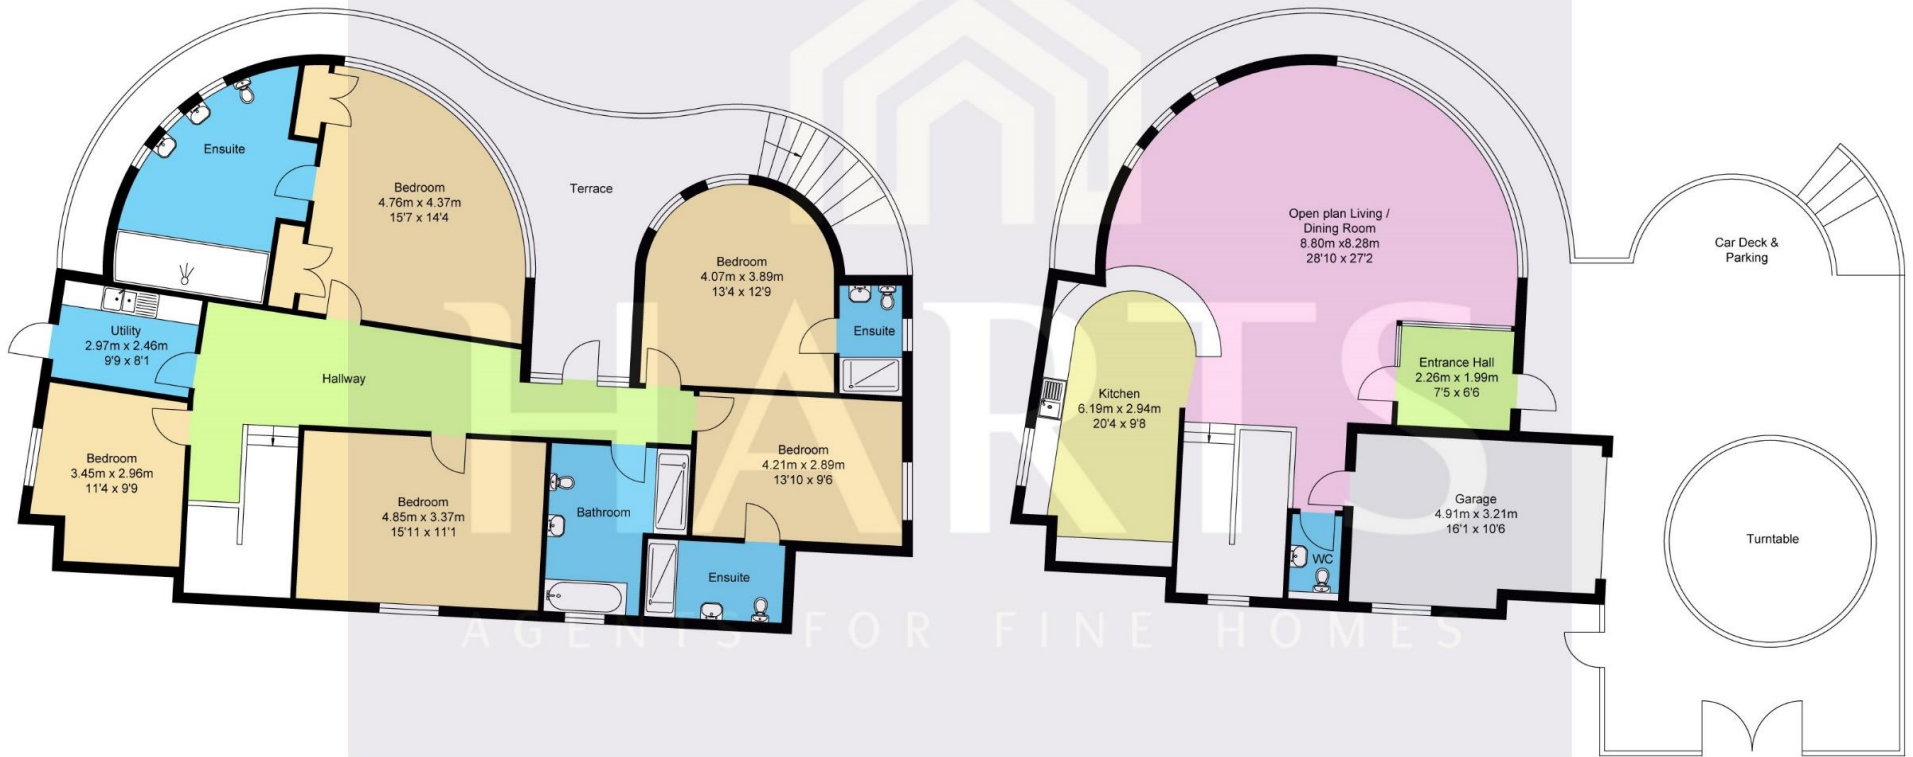 Ensuite
Bedroom
4.76m x 4.37m
15'7 x 14'4
Terrace
Bedroom
4.07m x 3.89m
13'4 x 12'9
Ensuite
Utility
2.97m x 2.46m
9'9 x 8'1
Hallway
Bedroom
3.45m x 2.96m
11'4 x 9'9
Bedroom
4.85m x 3.37m
15'11 x 11'1
Bathroom
Bedroom
4.21m x 2.89m
13'10 x 9'6
Ensuite
Open plan Living /
Dining Room
8.80m x8.28m
28'10 x 27'2
Car Deck &
Parking
Entrance Hall
2.26m x 1.99m
7'5 x 6'6
Kitchen
6.19m x 2.94m
20'4 x 9'8
Garage
4.91m x 3.21m
16'1 x 10'6
WC
Turntable
HARTS
AGENTS FOR FINE HOMES